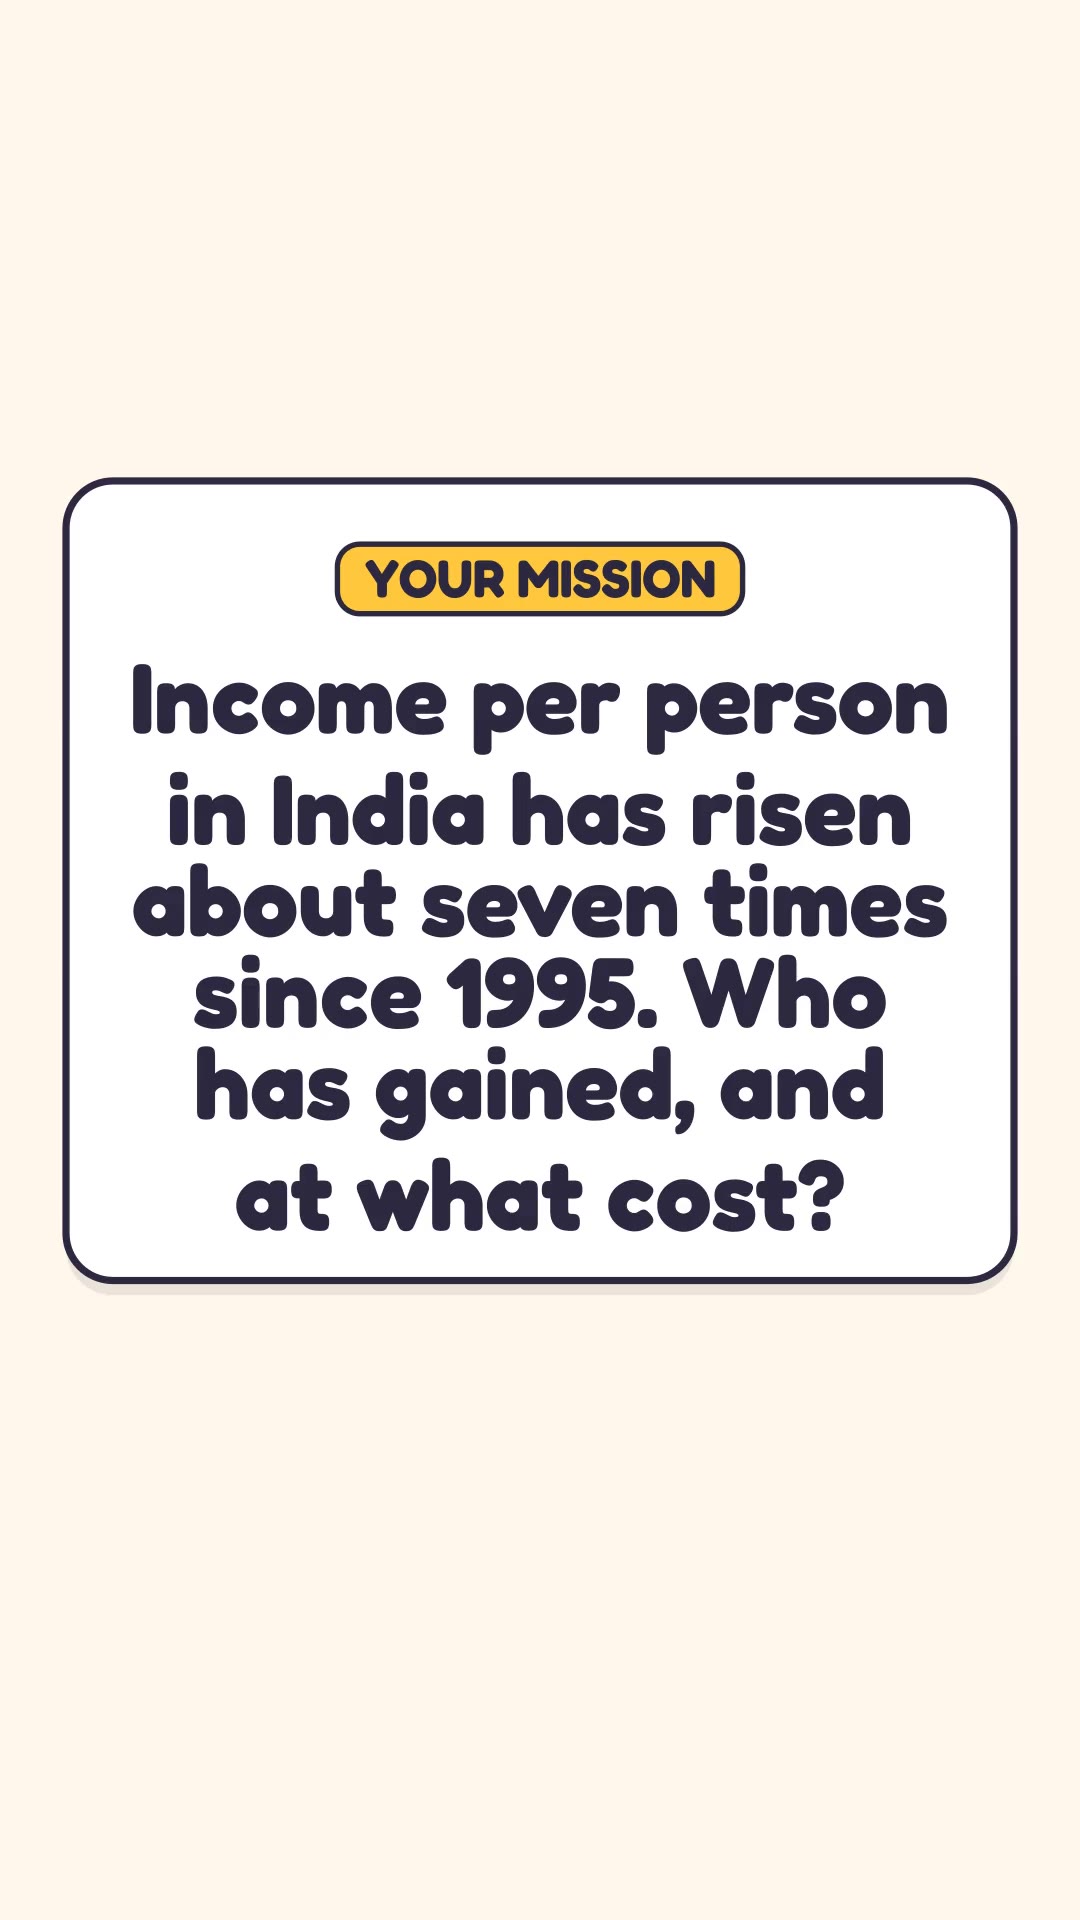 YOUR MISSION
Income per person
in India has risen
about seven times
since 1995. Who
has gained, and
at what cost?